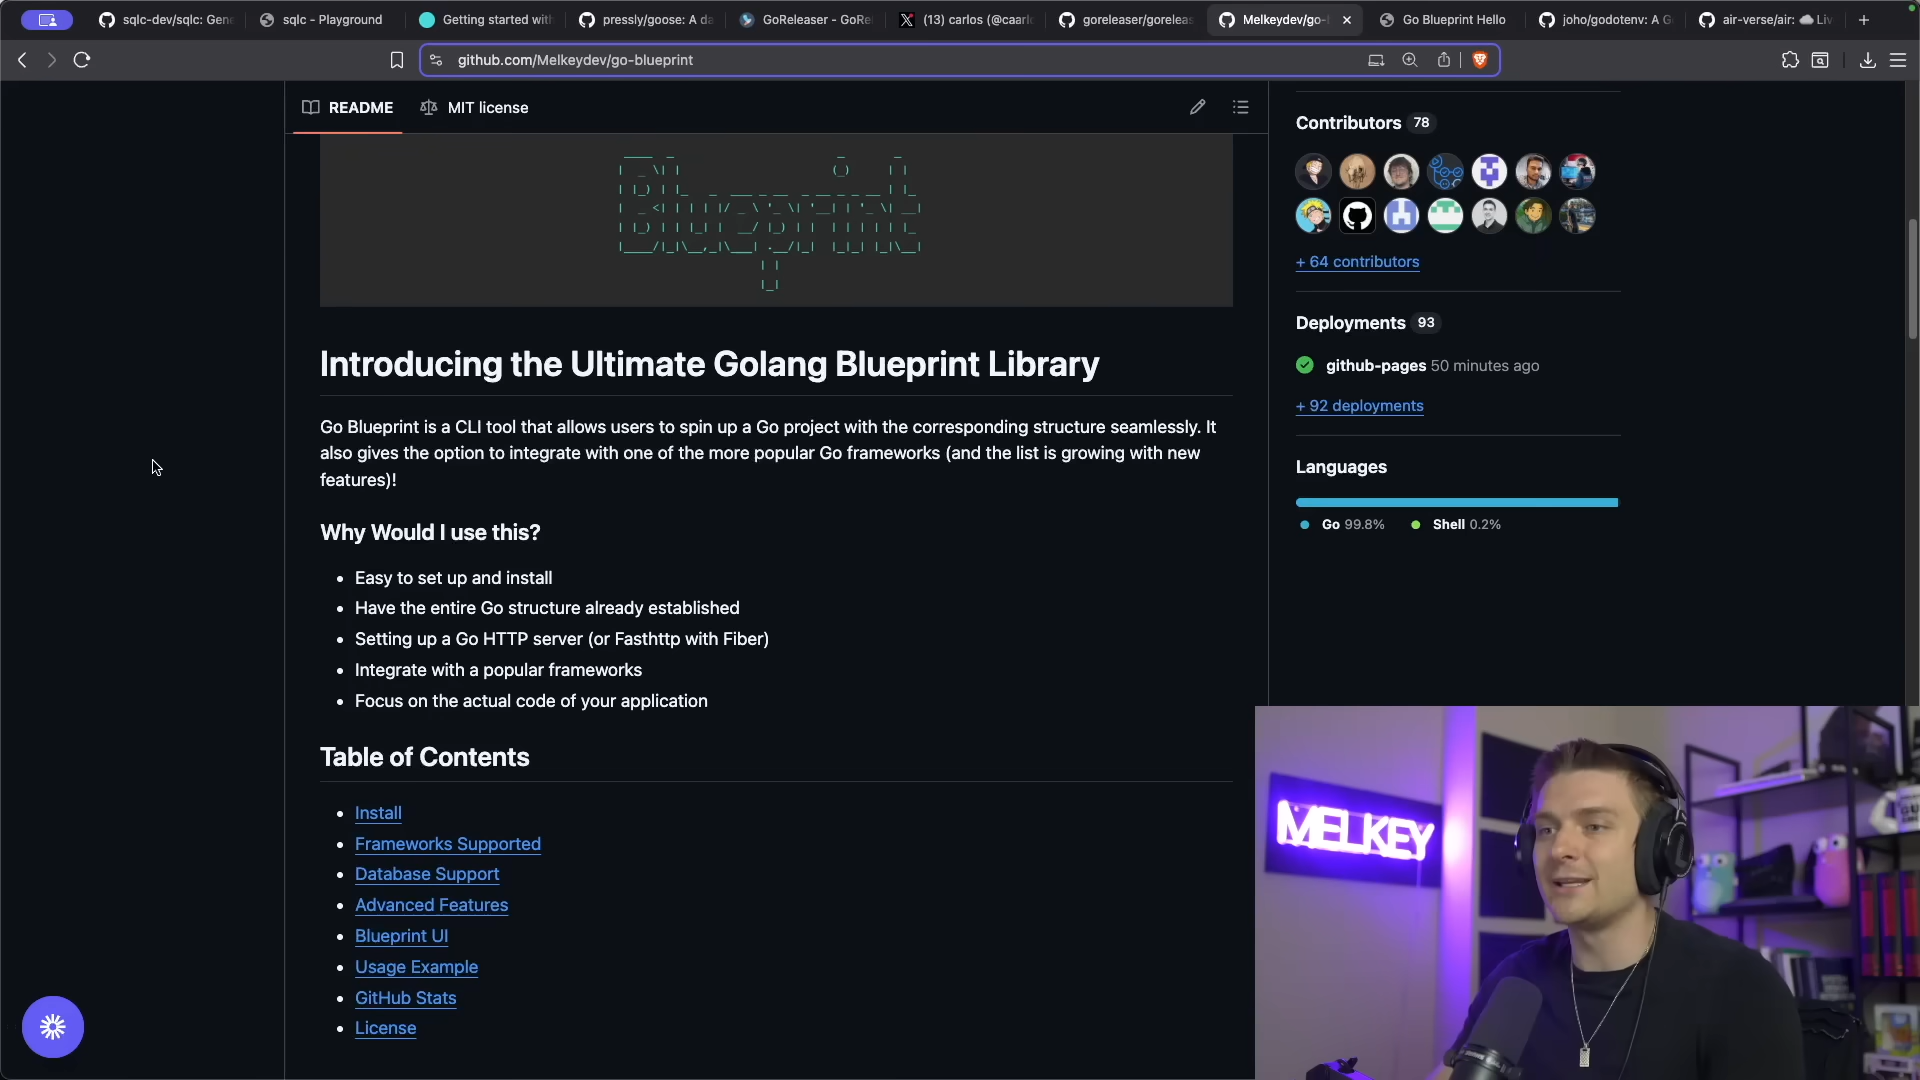 sqlc-dev/sqlc: Gene
sqlc - Playground
Getting started with
pressly/goose: A da
GoReleaser - GoRe
(13) carlos (@caarl
goreleaser/goreleas
Melkeydev/go-
Go Blueprint Hello
joho/godotenv: A G
air-verse/air: ☁️ Liv
github.com/Melkeydev/go-blueprint
README
MIT license
Introducing the Ultimate Golang Blueprint Library
Go Blueprint is a CLI tool that allows users to spin up a Go project with the corresponding structure seamlessly. It
also gives the option to integrate with one of the more popular Go frameworks (and the list is growing with new
features)!
Why Would I use this?
Easy to set up and install
Have the entire Go structure already established
Setting up a Go HTTP server (or Fasthttp with Fiber)
Integrate with a popular frameworks
Focus on the actual code of your application
Table of Contents
Install
Frameworks Supported
Database Support
Advanced Features
Blueprint UI
Usage Example
GitHub Stats
License
Contributors 78
+ 64 contributors
Deployments 93
github-pages 50 minutes ago
+ 92 deployments
Languages
Go 99.8% Shell 0.2%
MELKEY